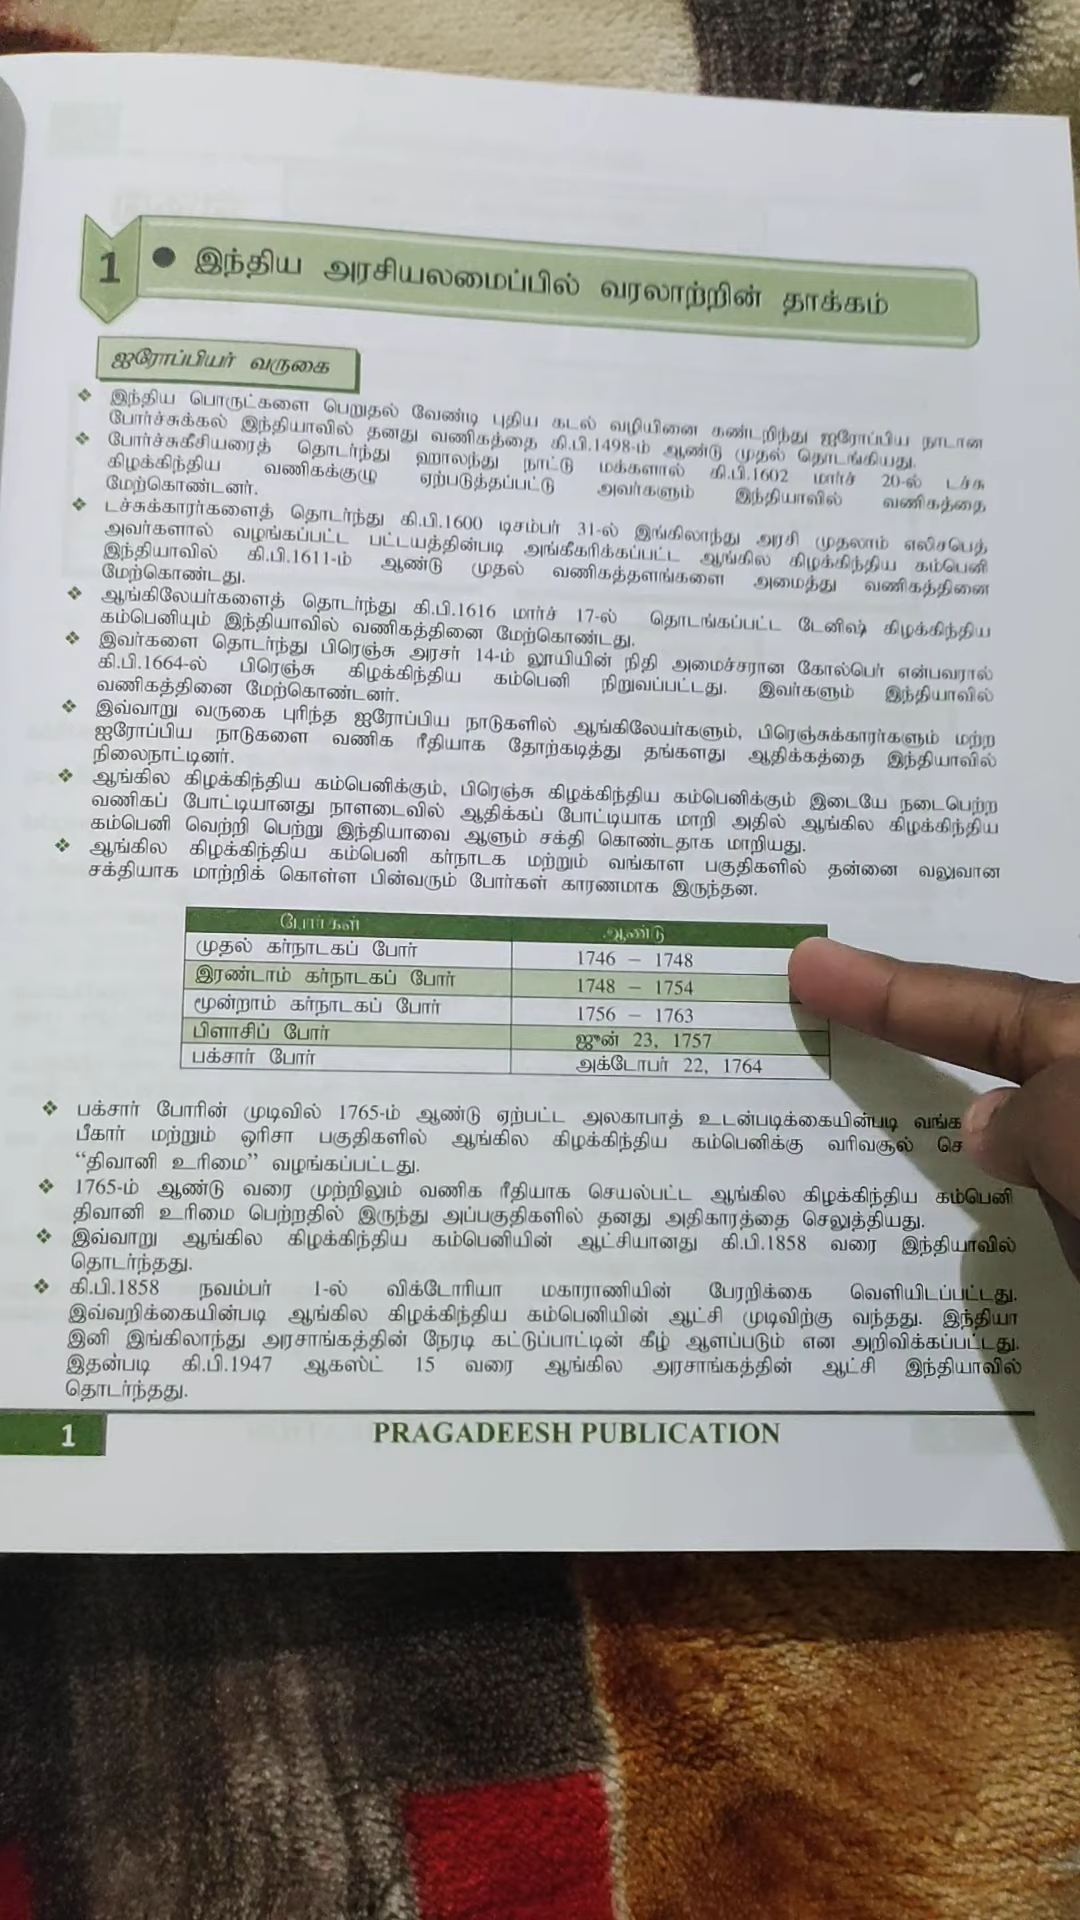 1
● இந்திய அரசியலமைப்பில் வரலாற்றின் தாக்கம்
ஐரோப்பியர் வருகை
❖ இந்திய பொருட்களை பெறுதல் வேண்டி புதிய கடல் வழியினை கண்டறிந்து ஐரோப்பிய நாடான
போர்ச்சுக்கல் இந்தியாவில் தனது வணிகத்தை கி.பி.1498-ம் ஆண்டு முதல் தொடங்கியது.
❖ போர்ச்சுகீசியரைத் தொடர்ந்து ஹாலந்து நாட்டு மக்களால் கி.பி.1602 மார்ச் 20-ல் டச்சு
கிழக்கிந்திய வணிகக்குழு ஏற்படுத்தப்பட்டு அவர்களும் இந்தியாவில் வணிகத்தை
மேற்கொண்டனர்.
❖ டச்சுக்காரர்களைத் தொடர்ந்து கி.பி.1600 டிசம்பர் 31-ல் இங்கிலாந்து அரசி முதலாம் எலிசபெத்
அவர்களால் வழங்கப்பட்ட பட்டயத்தின்படி அங்கீகரிக்கப்பட்ட ஆங்கில கிழக்கிந்திய கம்பெனி
இந்தியாவில் கி.பி.1611-ம் ஆண்டு முதல் வணிகத்தளங்களை அமைத்து வணிகத்தினை
மேற்கொண்டது.
❖ ஆங்கிலேயர்களைத் தொடர்ந்து கி.பி.1616 மார்ச் 17-ல் தொடங்கப்பட்ட டேனிஷ் கிழக்கிந்திய
கம்பெனியும் இந்தியாவில் வணிகத்தினை மேற்கொண்டது.
❖ இவர்களை தொடர்ந்து பிரெஞ்சு அரசர் 14-ம் லூயியின் நிதி அமைச்சரான கோல்பெர் என்பவரால்
கி.பி.1664-ல் பிரெஞ்சு கிழக்கிந்திய கம்பெனி நிறுவப்பட்டது. இவர்களும் இந்தியாவில்
வணிகத்தினை மேற்கொண்டனர்.
❖ இவ்வாறு வருகை புரிந்த ஐரோப்பிய நாடுகளில் ஆங்கிலேயர்களும், பிரெஞ்சுக்காரர்களும் மற்ற
ஐரோப்பிய நாடுகளை வணிக ரீதியாக தோற்கடித்து தங்களது ஆதிக்கத்தை இந்தியாவில்
நிலைநாட்டினர்.
❖ ஆங்கில கிழக்கிந்திய கம்பெனிக்கும், பிரெஞ்சு கிழக்கிந்திய கம்பெனிக்கும் இடையே நடைபெற்ற
வணிகப் போட்டியானது நாளடைவில் ஆதிக்கப் போட்டியாக மாறி அதில் ஆங்கில கிழக்கிந்திய
கம்பெனி வெற்றி பெற்று இந்தியாவை ஆளும் சக்தி கொண்டதாக மாறியது.
❖ ஆங்கில கிழக்கிந்திய கம்பெனி கர்நாடக மற்றும் வங்காள பகுதிகளில் தன்னை வலுவான
சக்தியாக மாற்றிக் கொள்ள பின்வரும் போர்கள் காரணமாக இருந்தன.
போர்கள் ஆண்டு
முதல் கர்நாடகப் போர் 1746 – 1748
இரண்டாம் கர்நாடகப் போர் 1748 – 1754
மூன்றாம் கர்நாடகப் போர் 1756 – 1763
பிளாசிப் போர் ஜுன் 23, 1757
பக்சார் போர் அக்டோபர் 22, 1764
❖ பக்சார் போரின் முடிவில் 1765-ம் ஆண்டு ஏற்பட்ட அலகாபாத் உடன்படிக்கையின்படி வங்க
பீகார் மற்றும் ஒரிசா பகுதிகளில் ஆங்கில கிழக்கிந்திய கம்பெனிக்கு வரிவசூல் செ
“திவானி உரிமை” வழங்கப்பட்டது.
❖ 1765-ம் ஆண்டு வரை முற்றிலும் வணிக ரீதியாக செயல்பட்ட ஆங்கில கிழக்கிந்திய கம்பெனி
திவானி உரிமை பெற்றதில் இருந்து அப்பகுதிகளில் தனது அதிகாரத்தை செலுத்தியது.
❖ இவ்வாறு ஆங்கில கிழக்கிந்திய கம்பெனியின் ஆட்சியானது கி.பி.1858 வரை இந்தியாவில்
தொடர்ந்தது.
❖ கி.பி.1858 நவம்பர் 1-ல் விக்டோரியா மகாராணியின் பேரறிக்கை வெளியிடப்பட்டது.
இவ்வறிக்கையின்படி ஆங்கில கிழக்கிந்திய கம்பெனியின் ஆட்சி முடிவிற்கு வந்தது. இந்தியா
இனி இங்கிலாந்து அரசாங்கத்தின் நேரடி கட்டுப்பாட்டின் கீழ் ஆளப்படும் என அறிவிக்கப்பட்டது.
இதன்படி கி.பி.1947 ஆகஸ்ட் 15 வரை ஆங்கில அரசாங்கத்தின் ஆட்சி இந்தியாவில்
தொடர்ந்தது.
1
PRAGADEESH PUBLICATION